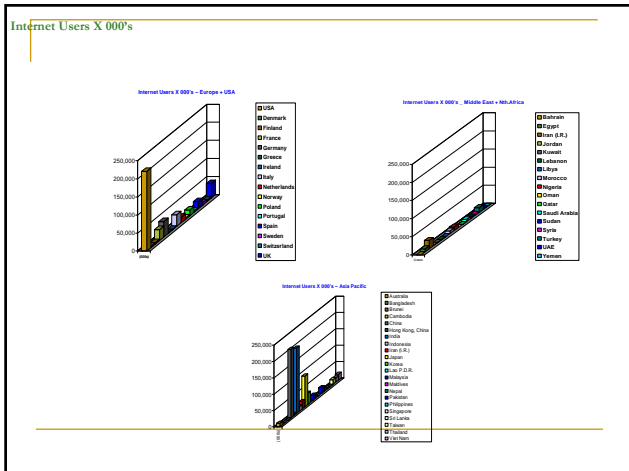 Internet Users X 000's
Internet Users X 000's – Europe + USA
250,000
200,000
150,000
100,000
50,000
0
USA
Denmark
Finland
France
Germany
Greece
Ireland
Italy
Netherlands
Norway
Poland
Portugal
Spain
Sweden
Switzerland
UK
Internet Users X 000's _ Middle East + Nth.Africa
250,000
200,000
150,000
100,000
50,000
0
Bahrain
Egypt
Iran (I.R.)
Jordan
Kuwait
Lebanon
Libya
Morocco
Nigeria
Oman
Qatar
Saudi Arabia
Sudan
Syria
Turkey
UAE
Yemen
Internet Users X 000's – Asia Pacific
250,000
200,000
150,000
100,000
50,000
0
Australia
Bangladesh
Brunei
Cambodia
China
Hong Kong, China
India
Indonesia
Iran (I.R.)
Japan
Korea
Lao P.D.R.
Malaysia
Maldives
Nepal
Pakistan
Philippines
Singapore
Sri Lanka
Taiwan
Thailand
Viet Nam